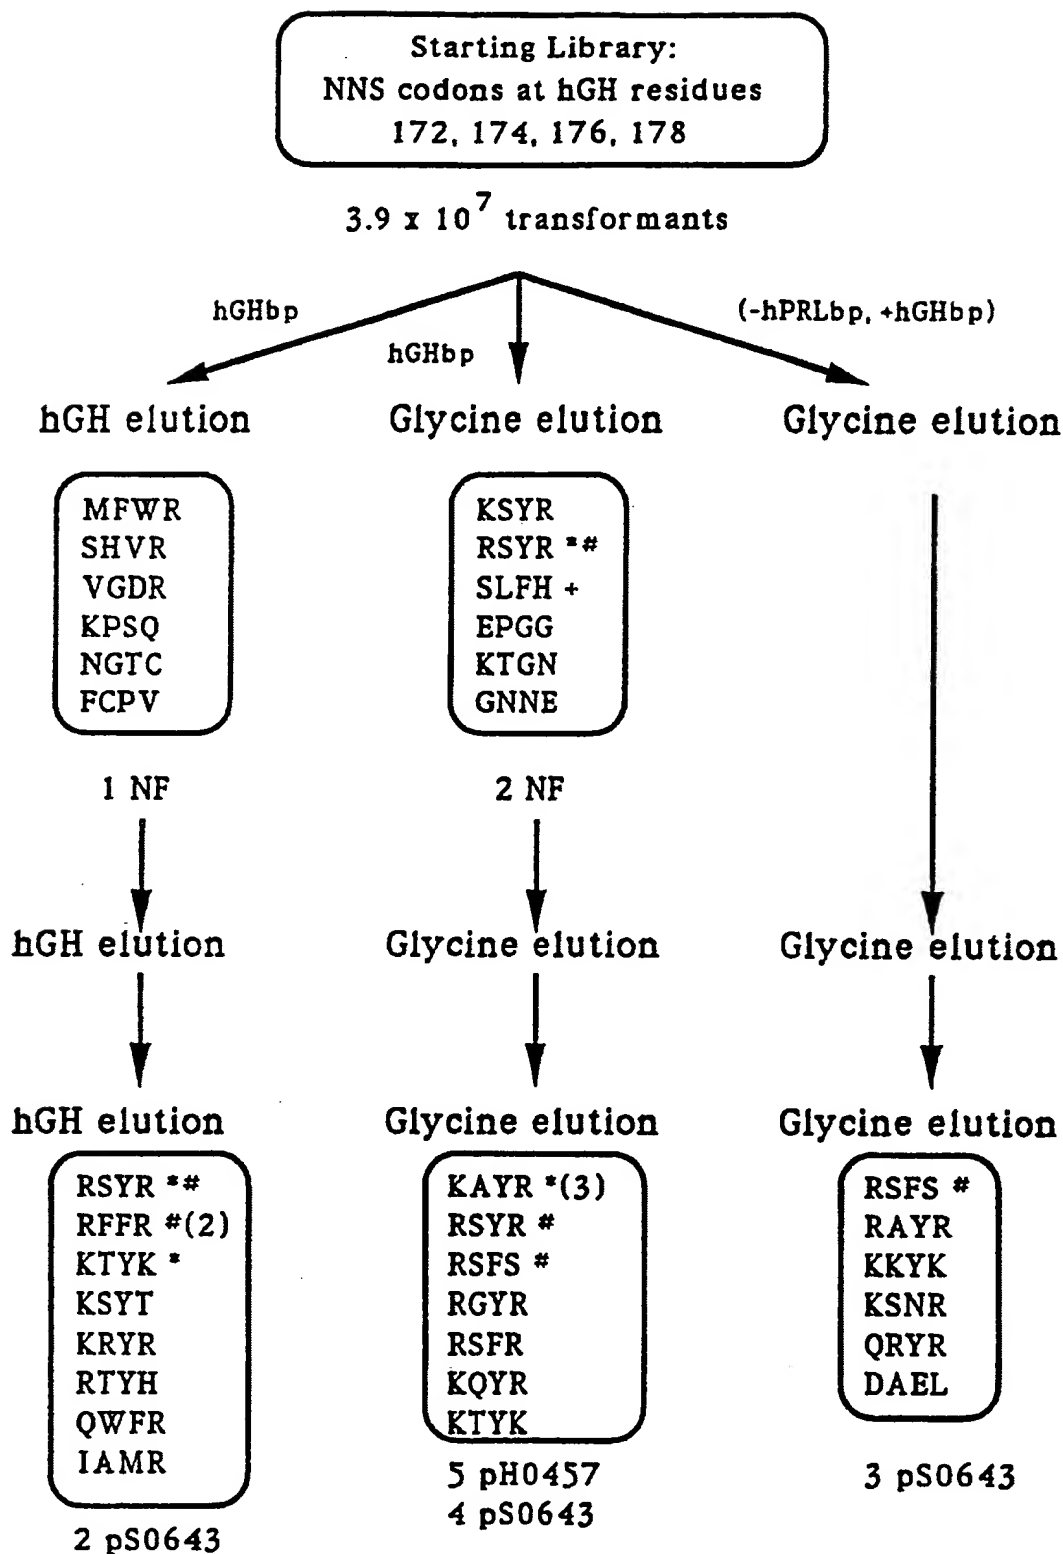 Starting Library:
NNS codons at hGH residues
172, 174, 176, 178
3.9 x 10^7 transformants
hGHbp
hGHbp
(-hPRLbp, +hGHbp)
hGH elution
Glycine elution
Glycine elution
MFWR
SHVR
VGDR
KPSQ
NGTC
FCPV
1 NF
KSYR
RSYR *#
SLFH +
EPGG
KTGN
GNNE
2 NF
hGH elution
Glycine elution
Glycine elution
hGH elution
Glycine elution
Glycine elution
RSYR *#
RFFR #(2)
KTYK *
KSYT
KRYR
RTYH
QWFR
IAMR
2 pS0643
KAYR *(3)
RSYR #
RSFS #
RGYR
RSFR
KQYR
KTYK
5 pH0457
4 pS0643
RSFS #
RAYR
KKYK
KSNR
QRYR
DAEL
3 pS0643